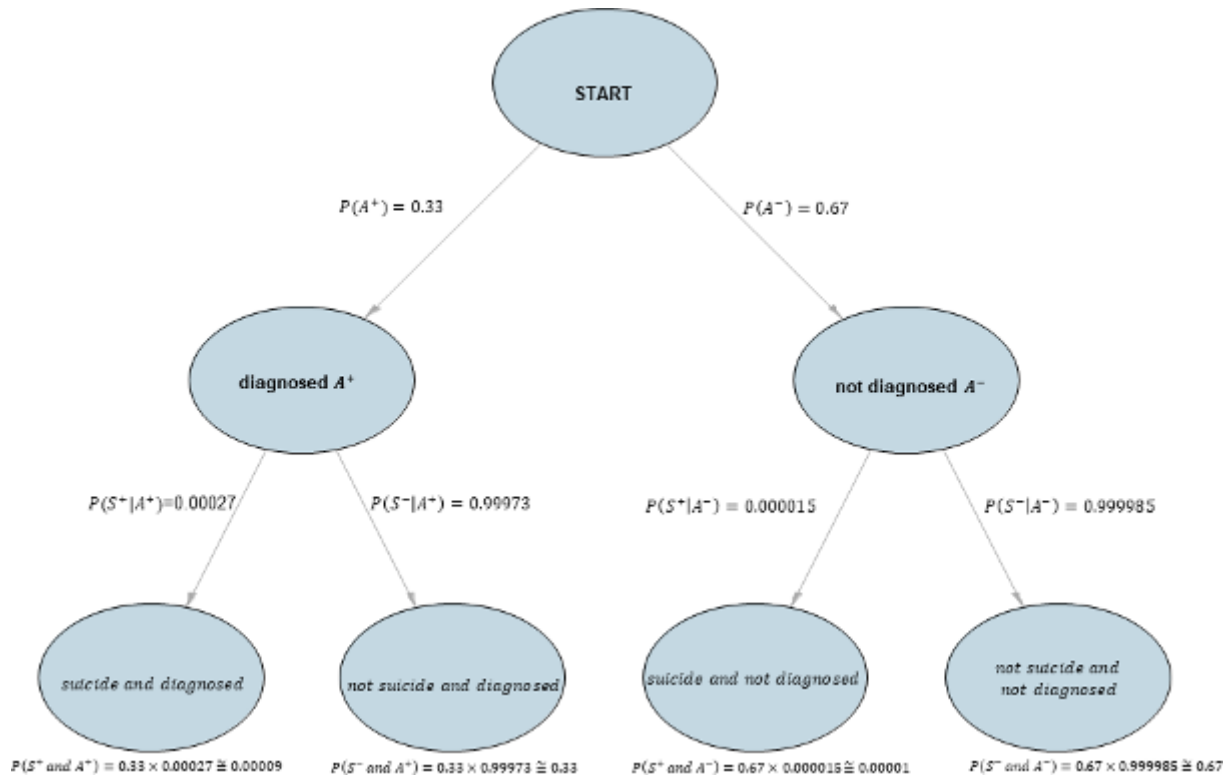 START
P(A⁺) = 0.33
P(A⁻) = 0.67
diagnosed A⁺
not diagnosed A⁻
P(S⁺|A⁺)=0.00027
P(S⁻|A⁺) = 0.99973
P(S⁺|A⁻) = 0.000015
P(S⁻|A⁻) = 0.999985
suicide and diagnosed
not suicide and diagnosed
suicide and not diagnosed
not suicide and
not diagnosed
P(S⁺ and A⁺) = 0.33 × 0.00027 ≅ 0.00009
P(S⁻ and A⁺) = 0.33 × 0.99973 ≅ 0.33
P(S⁺ and A⁻) = 0.67 × 0.000015 ≅ 0.00001
P(S⁻ and A⁻) = 0.67 × 0.999985 ≅ 0.67